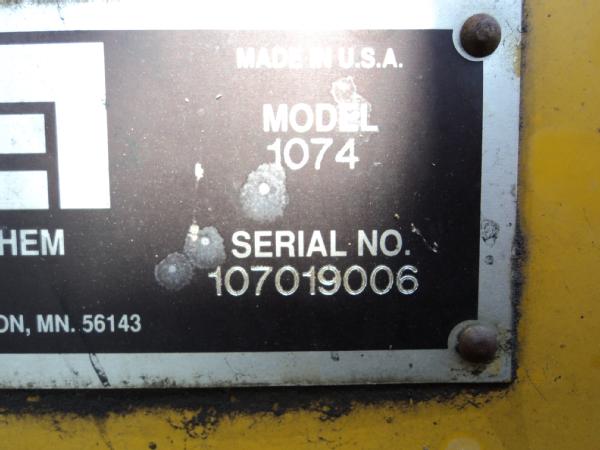 MADE IN U.S.A.
MODEL
1074
HEM
SERIAL NO.
107019006
ON, MN. 56143